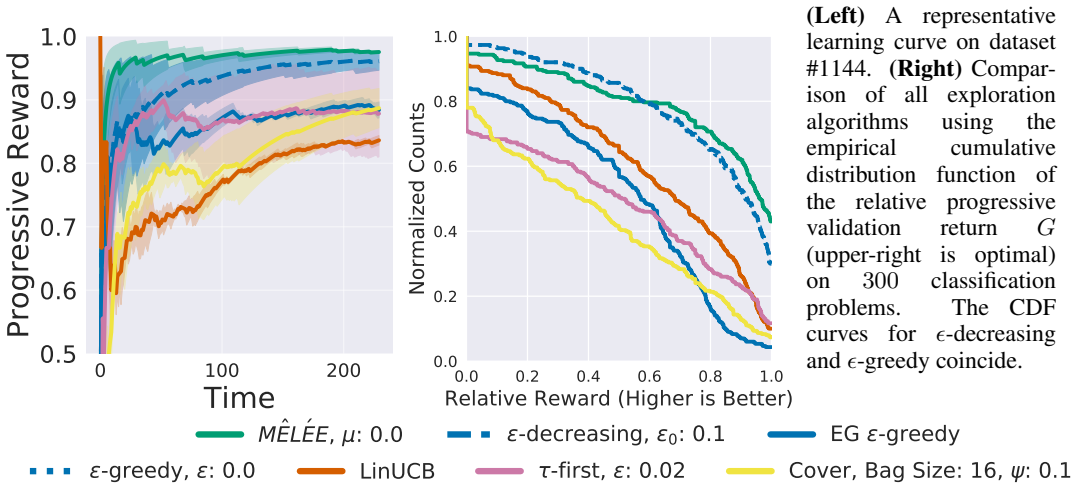 1.0
0.9
0.8
0.7
0.6
0.5
Progressive Reward
0
100
200
Time
1.0
0.8
0.6
0.4
0.2
0.0
Normalized Counts
0.0
0.2
0.4
0.6
0.8
1.0
Relative Reward (Higher is Better)
(Left) A representative
learning curve on dataset
#1144. (Right) Compar-
ison of all exploration
algorithms using the
empirical cumulative
distribution function of
the relative progressive
validation return G
(upper-right is optimal)
on 300 classification
problems. The CDF
curves for ϵ-decreasing
and ϵ-greedy coincide.
MÊLÉE, μ: 0.0
ε-decreasing, ε₀: 0.1
EG ε-greedy
ε-greedy, ε: 0.0
LinUCB
τ-first, ε: 0.02
Cover, Bag Size: 16, ψ: 0.1